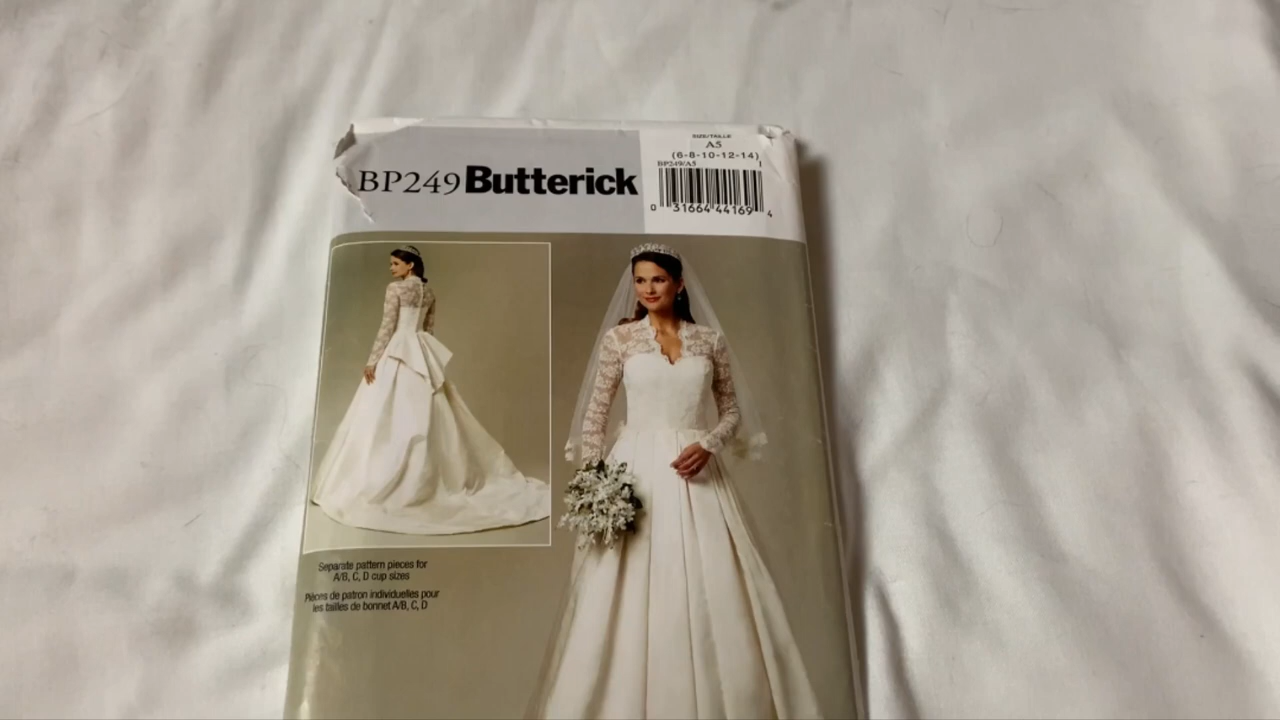 SIZE/TAILLE
A5
(6-8-10-12-14)
BP249/A5 1
BP249 Butterick
0 31664 44169 4
Separate pattern pieces for
A/B, C, D cup sizes
Pièces de patron individuelles pour
les tailles de bonnet A/B, C, D